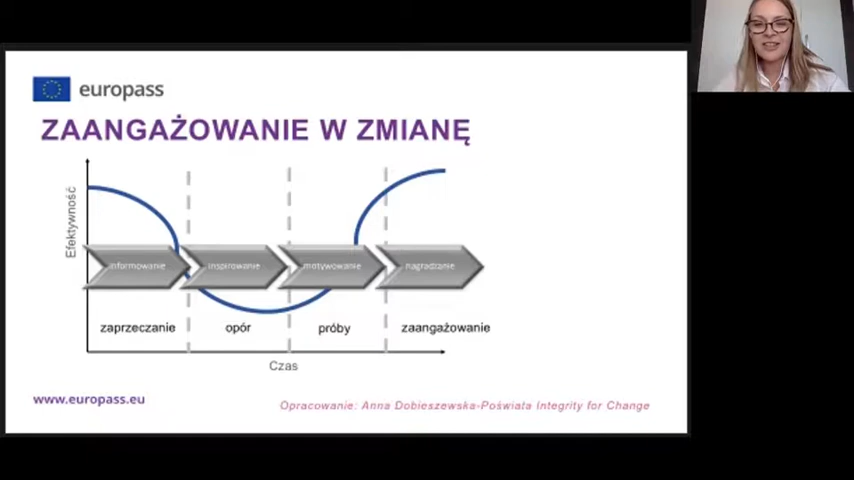 europass
ZAANGAŻOWANIE W ZMIANĘ
Efektywność
informowanie
inspirowanie
motywowanie
nagradzanie
zaprzeczanie
opór
próby
zaangażowanie
Czas
www.europass.eu
Opracowanie: Anna Dobieszewska-Poświata Integrity for Change